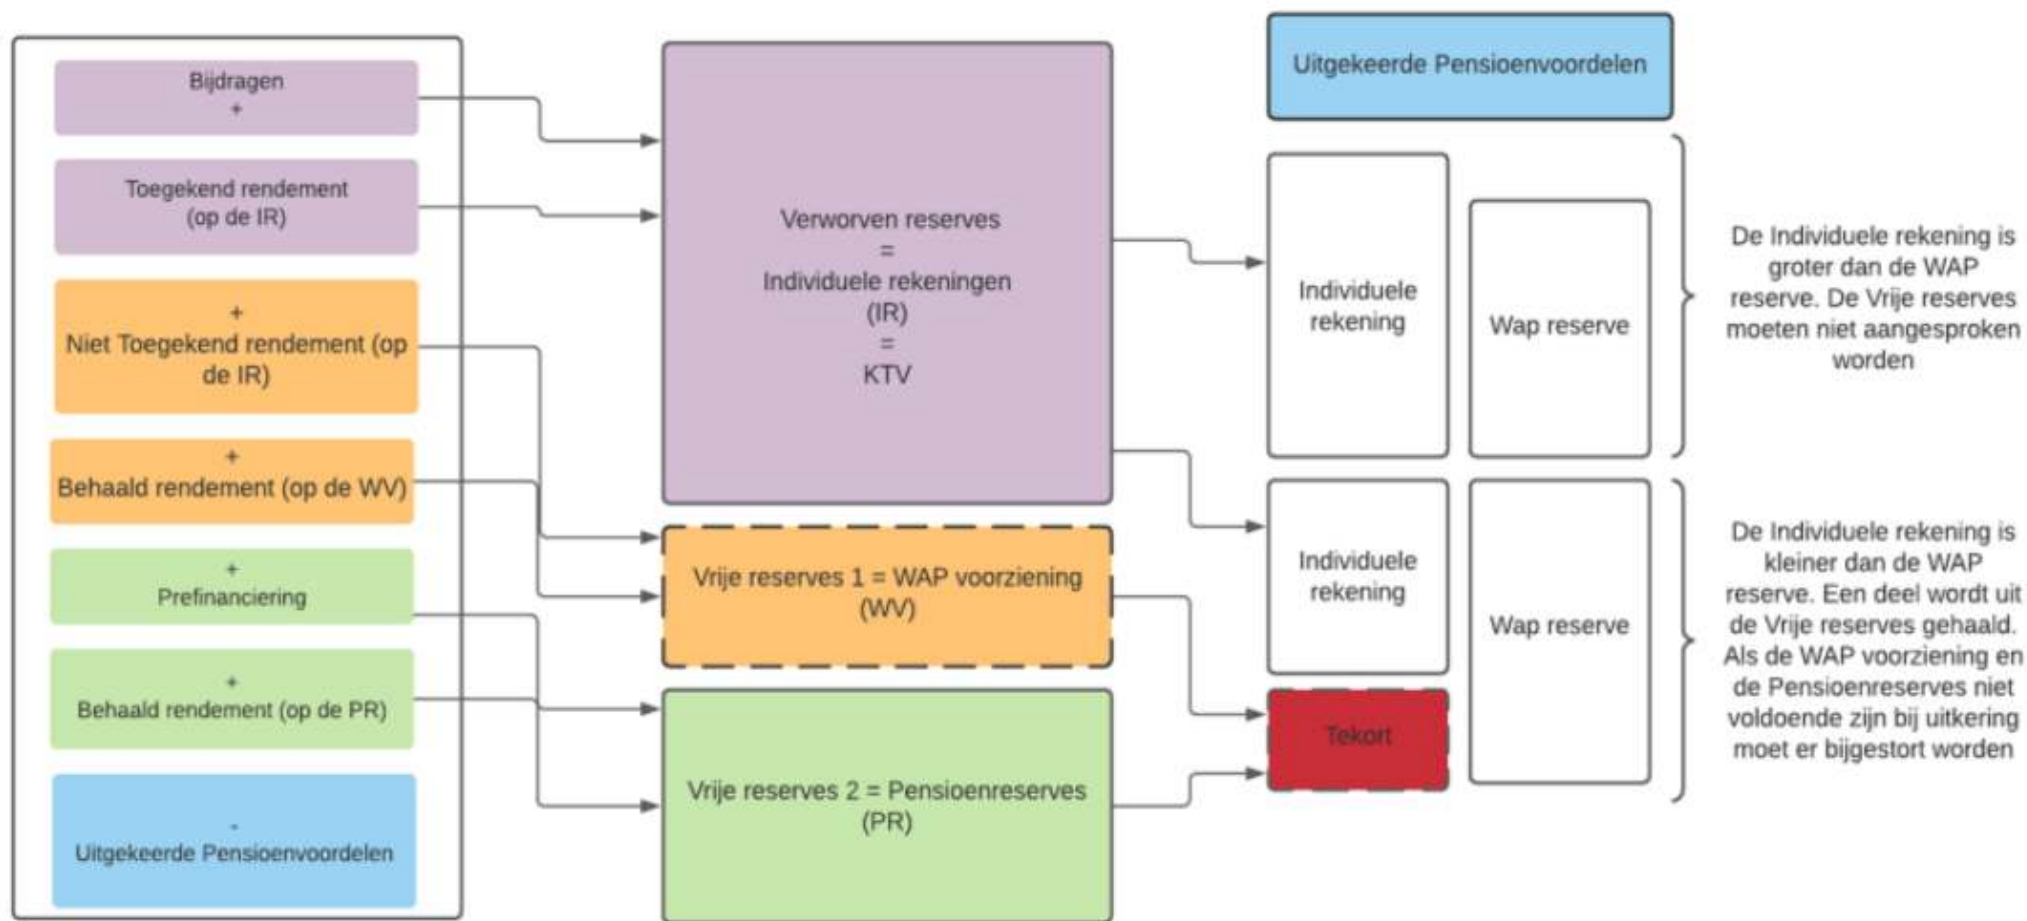 Bijdragen
+
Toegekend rendement
(op de IR)
+
Niet Toegekend rendement (op
de IR)
+
Behaald rendement (op de WV)
+
Prefinanciering
+
Behaald rendement (op de PR)
-
Uitgekeerde Pensioenvoordelen
Verworven reserves
=
Individuele rekeningen
(IR)
=
KTV
Vrije reserves 1 = WAP voorziening
(WV)
Vrije reserves 2 = Pensioenreserves
(PR)
Uitgekeerde Pensioenvoordelen
Individuele
rekening
Wap reserve
De Individuele rekening is
groter dan de WAP
reserve. De Vrije reserves
moeten niet aangesproken
worden
Individuele
rekening
Tekort
Wap reserve
De Individuele rekening is
kleiner dan de WAP
reserve. Een deel wordt uit
de Vrije reserves gehaald.
Als de WAP voorziening en
de Pensioenreserves niet
voldoende zijn bij uitkering
moet er bijgestort worden